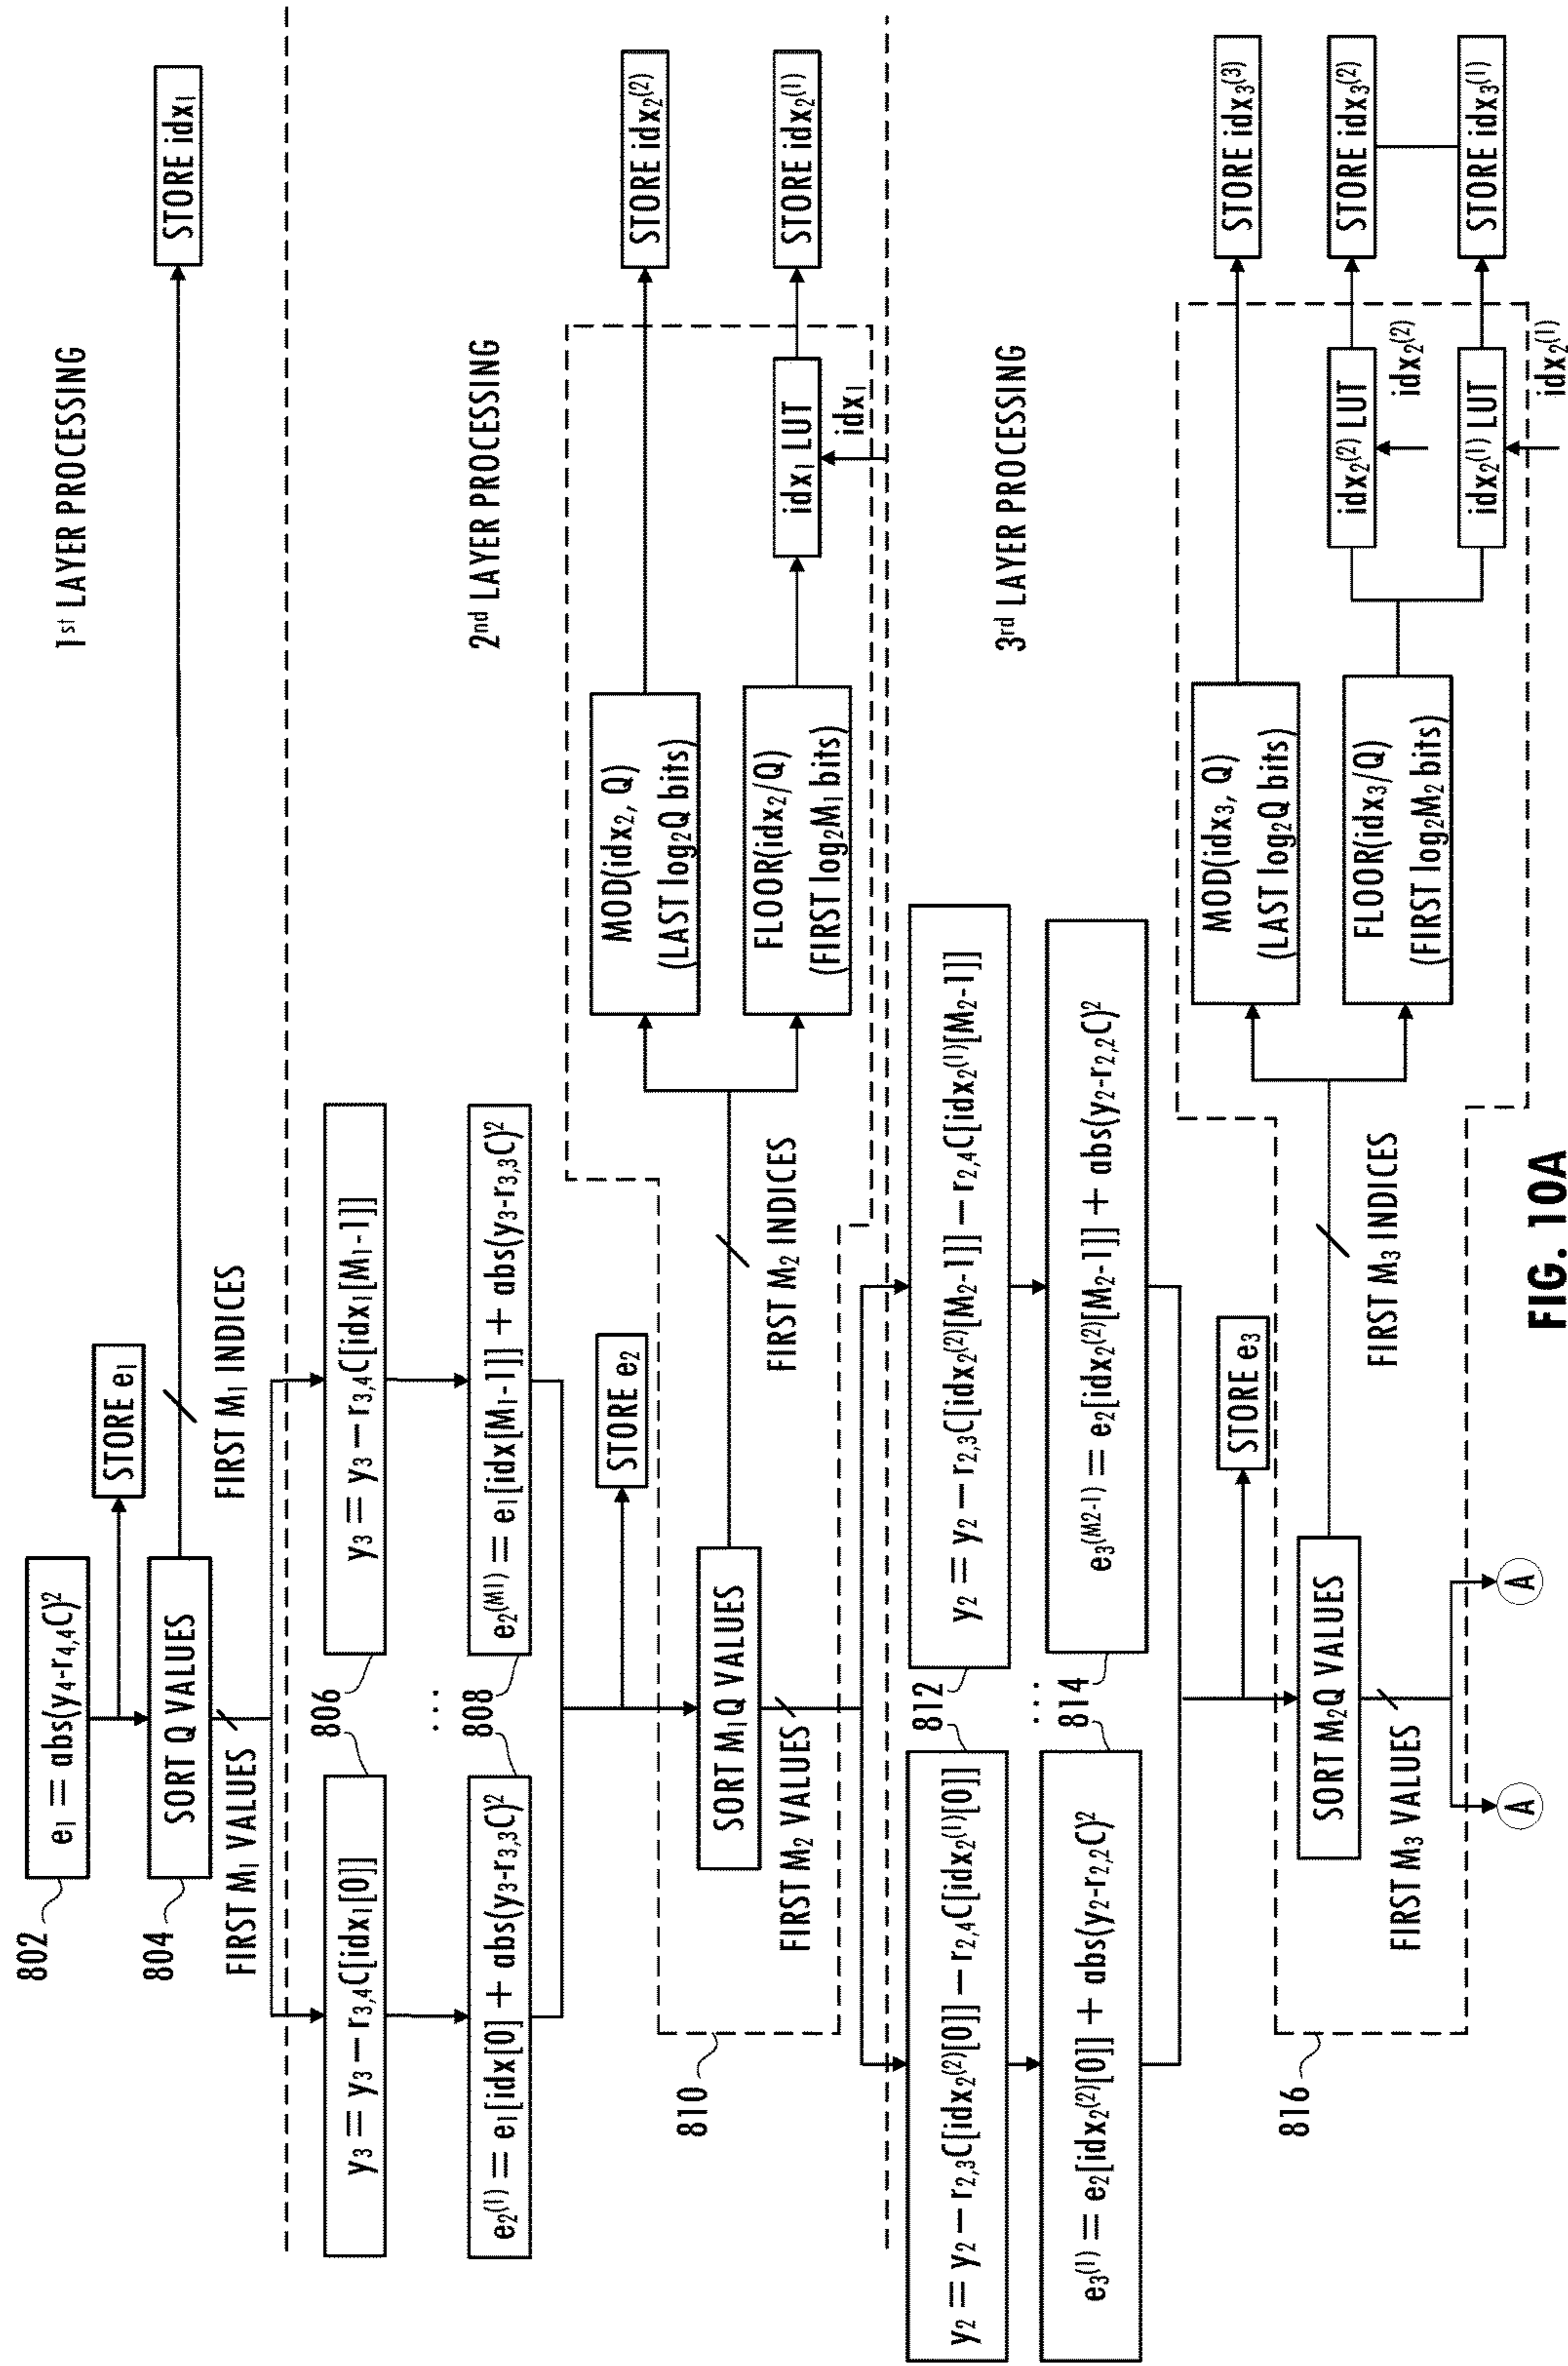 1st LAYER PROCESSING
802
e₁ = abs(y₄-r₄,₄C)²
STORE e₁
804
SORT Q VALUES
STORE idx₁
FIRST M₁ VALUES
FIRST M₁ INDICES
2nd LAYER PROCESSING
y₃ = y₃ – r₃,₄C[idx₁[0]]
806
y₃ = y₃ – r₃,₄C[idx₁[M₁-1]]
...
e₂⁽¹⁾ = e₁[idx[0] + abs(y₃-r₃,₃C)²
808
e₂⁽ᴹ¹⁾ = e₁[idx[M₁-1]] + abs(y₃-r₃,₃C)²
STORE e₂
810
SORT M₁Q VALUES
FIRST M₂ VALUES
FIRST M₂ INDICES
MOD(idx₂, Q)
(LAST log₂Q bits)
STORE idx₂⁽²⁾
FLOOR(idx₂/Q)
(FIRST log₂M₁ bits)
idx₁ LUT
idx₁
STORE idx₂⁽¹⁾
3rd LAYER PROCESSING
y₂ = y₂ – r₂,₃C[idx₂⁽²⁾[0]] – r₂,₄C[idx₂⁽¹⁾[0]]
812
y₂ = y₂ – r₂,₃C[idx₂⁽²⁾[M₂-1]] – r₂,₄C[idx₂⁽¹⁾[M₂-1]]
...
e₃⁽¹⁾ = e₂[idx₂⁽²⁾[0]] + abs(y₂-r₂,₂C)²
814
e₃⁽ᴹ²⁻¹⁾ = e₂[idx₂⁽²⁾[M₂-1]] + abs(y₂-r₂,₂C)²
STORE e₃
816
SORT M₂Q VALUES
FIRST M₃ VALUES
FIRST M₃ INDICES
MOD(idx₃, Q)
(LAST log₂Q bits)
STORE idx₃⁽³⁾
FLOOR(idx₃/Q)
(FIRST log₂M₂ bits)
idx₂⁽²⁾ LUT
idx₂⁽²⁾
STORE idx₃⁽²⁾
idx₂⁽¹⁾ LUT
idx₂⁽¹⁾
STORE idx₃⁽¹⁾
A
A
FIG. 10A